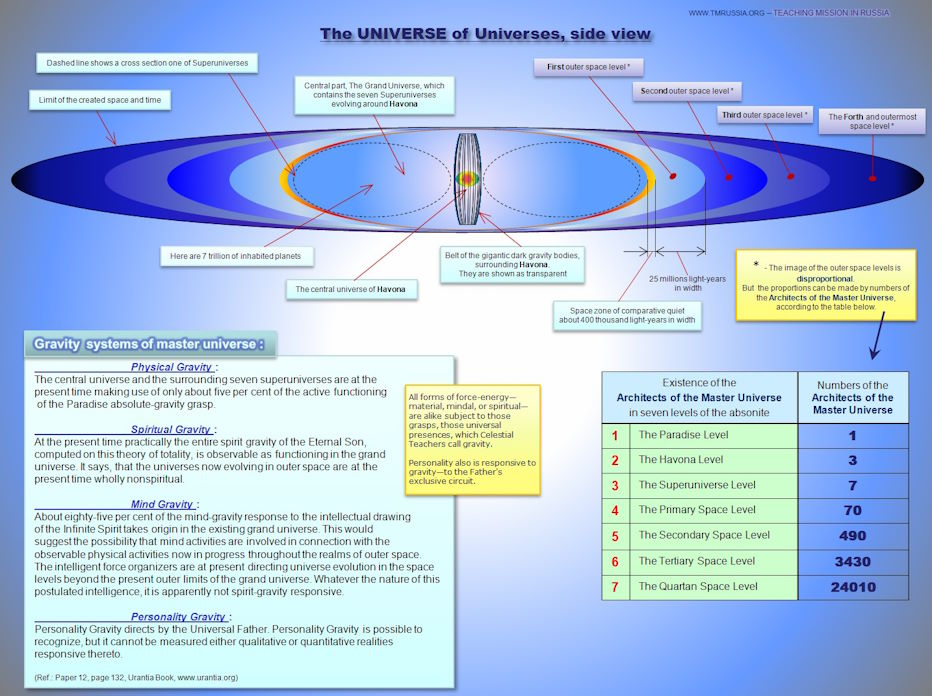 WWW.TMRUSSIA.ORG – TEACHING MISSION IN RUSSIA
The UNIVERSE of Universes, side view
Dashed line shows a cross section one of Superuniverses
Limit of the created space and time
Central part, The Grand Universe, which
contains the seven Superuniverses
evolving around Havona
First outer space level *
Second outer space level *
Third outer space level *
The Forth and outermost
space level *
Here are 7 trillion of inhabited planets
The central universe of Havona
Belt of the gigantic dark gravity bodies,
surrounding Havona.
They are shown as transparent
25 millions light-years
in width
Space zone of comparative quiet
about 400 thousand light-years in width
* - The image of the outer space levels is
disproportional.
But the proportions can be made by numbers of
the Architects of the Master Universe,
according to the table below.
Gravity systems of master universe :
Physical Gravity :
The central universe and the surrounding seven superuniverses are at the
present time making use of only about five per cent of the active functioning
of the Paradise absolute-gravity grasp.
Spiritual Gravity :
At the present time practically the entire spirit gravity of the Eternal Son,
computed on this theory of totality, is observable as functioning in the grand
universe. It says, that the universes now evolving in outer space are at the
present time wholly nonspiritual.
Mind Gravity :
About eighty-five per cent of the mind-gravity response to the intellectual drawing
of the Infinite Spirit takes origin in the existing grand universe. This would
suggest the possibility that mind activities are involved in connection with the
observable physical activities now in progress throughout the realms of outer space.
The intelligent force organizers are at present directing universe evolution in the space
levels beyond the present outer limits of the grand universe. Whatever the nature of this
postulated intelligence, it is apparently not spirit-gravity responsive.
Personality Gravity :
Personality Gravity directs by the Universal Father. Personality Gravity is possible to
recognize, but it cannot be measured either qualitative or quantitative realities
responsive thereto.
(Ref.: Paper 12, page 132, Urantia Book, www.urantia.org)
All forms of force-energy—
material, mindal, or spiritual—
are alike subject to those
grasps, those universal
presences, which Celestial
Teachers call gravity.
Personality also is responsive to
gravity—to the Father's
exclusive circuit.
Existence of the
Architects of the Master Universe
in seven levels of the absonite
Numbers of the
Architects of the
Master Universe
1 The Paradise Level 1
2 The Havona Level 3
3 The Superuniverse Level 7
4 The Primary Space Level 70
5 The Secondary Space Level 490
6 The Tertiary Space Level 3430
7 The Quartan Space Level 24010